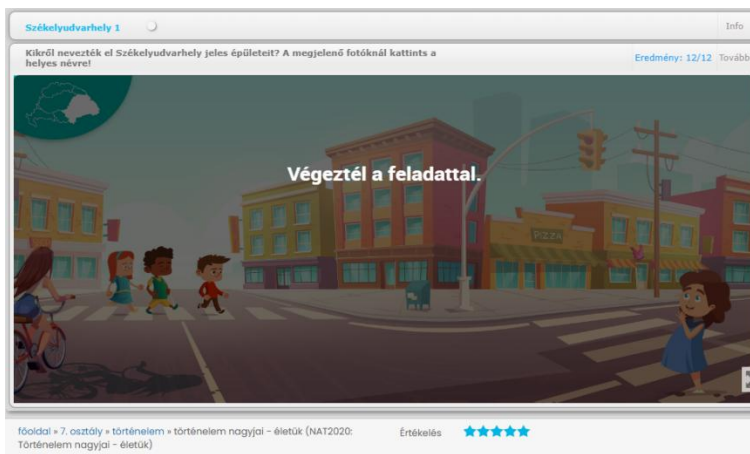 Székelyudvarhely 1
Info
Kikről nevezték el Székelyudvarhely jeles épületeit? A megjelenő fotóknál kattints a
helyes névre!
Eredmény: 12/12
Tovább
Végeztél a feladattal.
PIZZA
főoldal » 7. osztály » történelem » történelem nagyjai - életük (NAT2020:
Történelem nagyjai - életük)
Értékelés